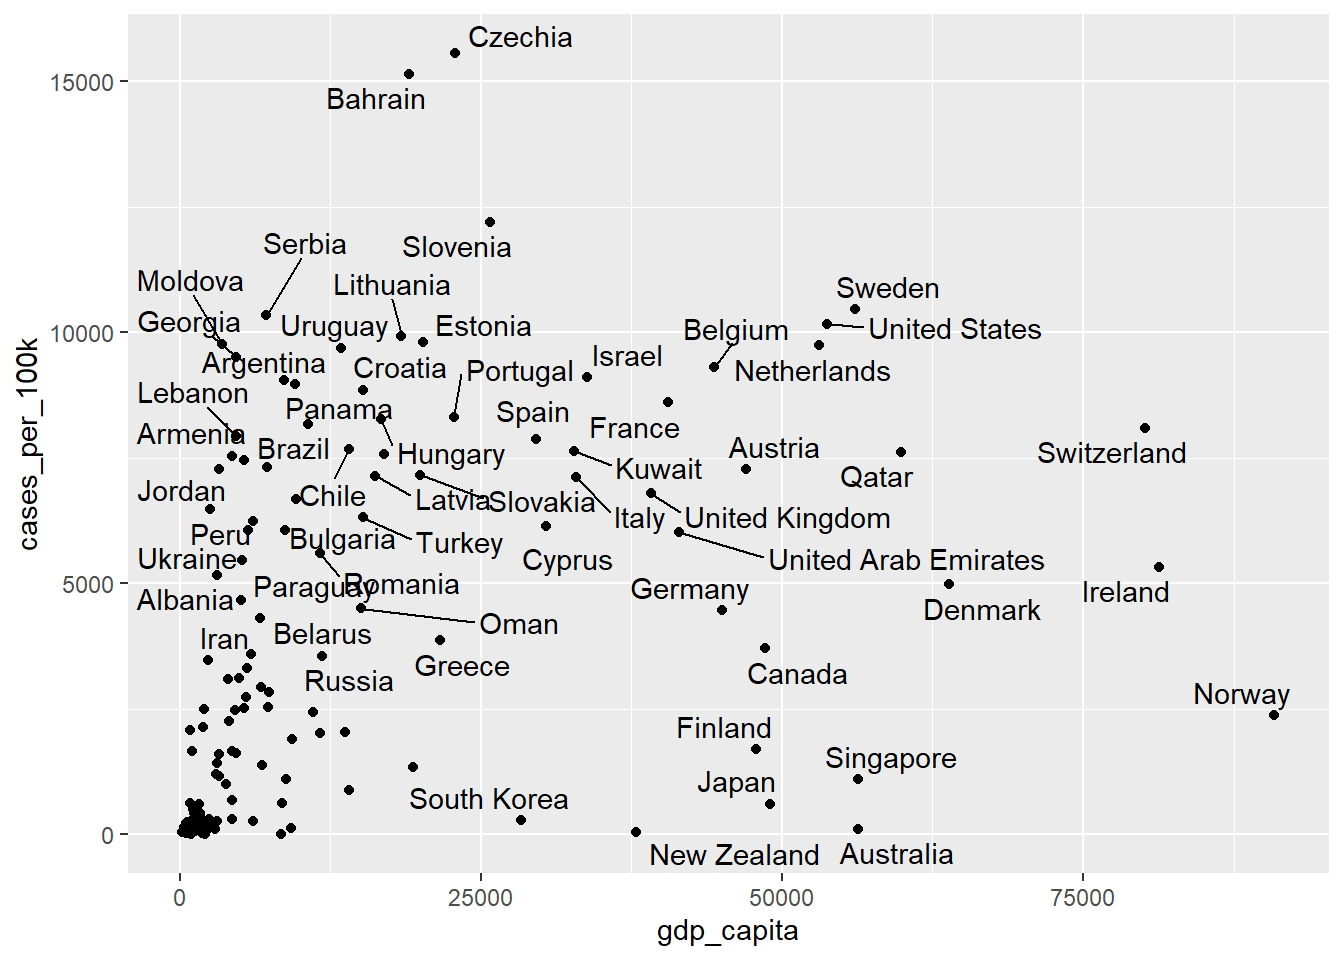 Czechia
15000
Bahrain
Serbia
Slovenia
Moldova
Lithuania
Sweden
Georgia
Uruguay
Estonia
Belgium
United States
10000
Argentina
Croatia
Portugal
Israel
Netherlands
Lebanon
Panama
Spain
France
Armenia
Brazil
Hungary
Kuwait
Austria
Switzerland
Qatar
Jordan
Chile
Latvia
Slovakia
Italy
United Kingdom
Peru
Bulgaria
Turkey
Cyprus
United Arab Emirates
Ukraine
Paraguay
Romania
Germany
5000
Albania
Ireland
Denmark
Iran
Belarus
Oman
Greece
Russia
Canada
Norway
Finland
Singapore
Japan
South Korea
0
New Zealand
Australia
0
25000
50000
75000
gdp_capita
cases_per_100k